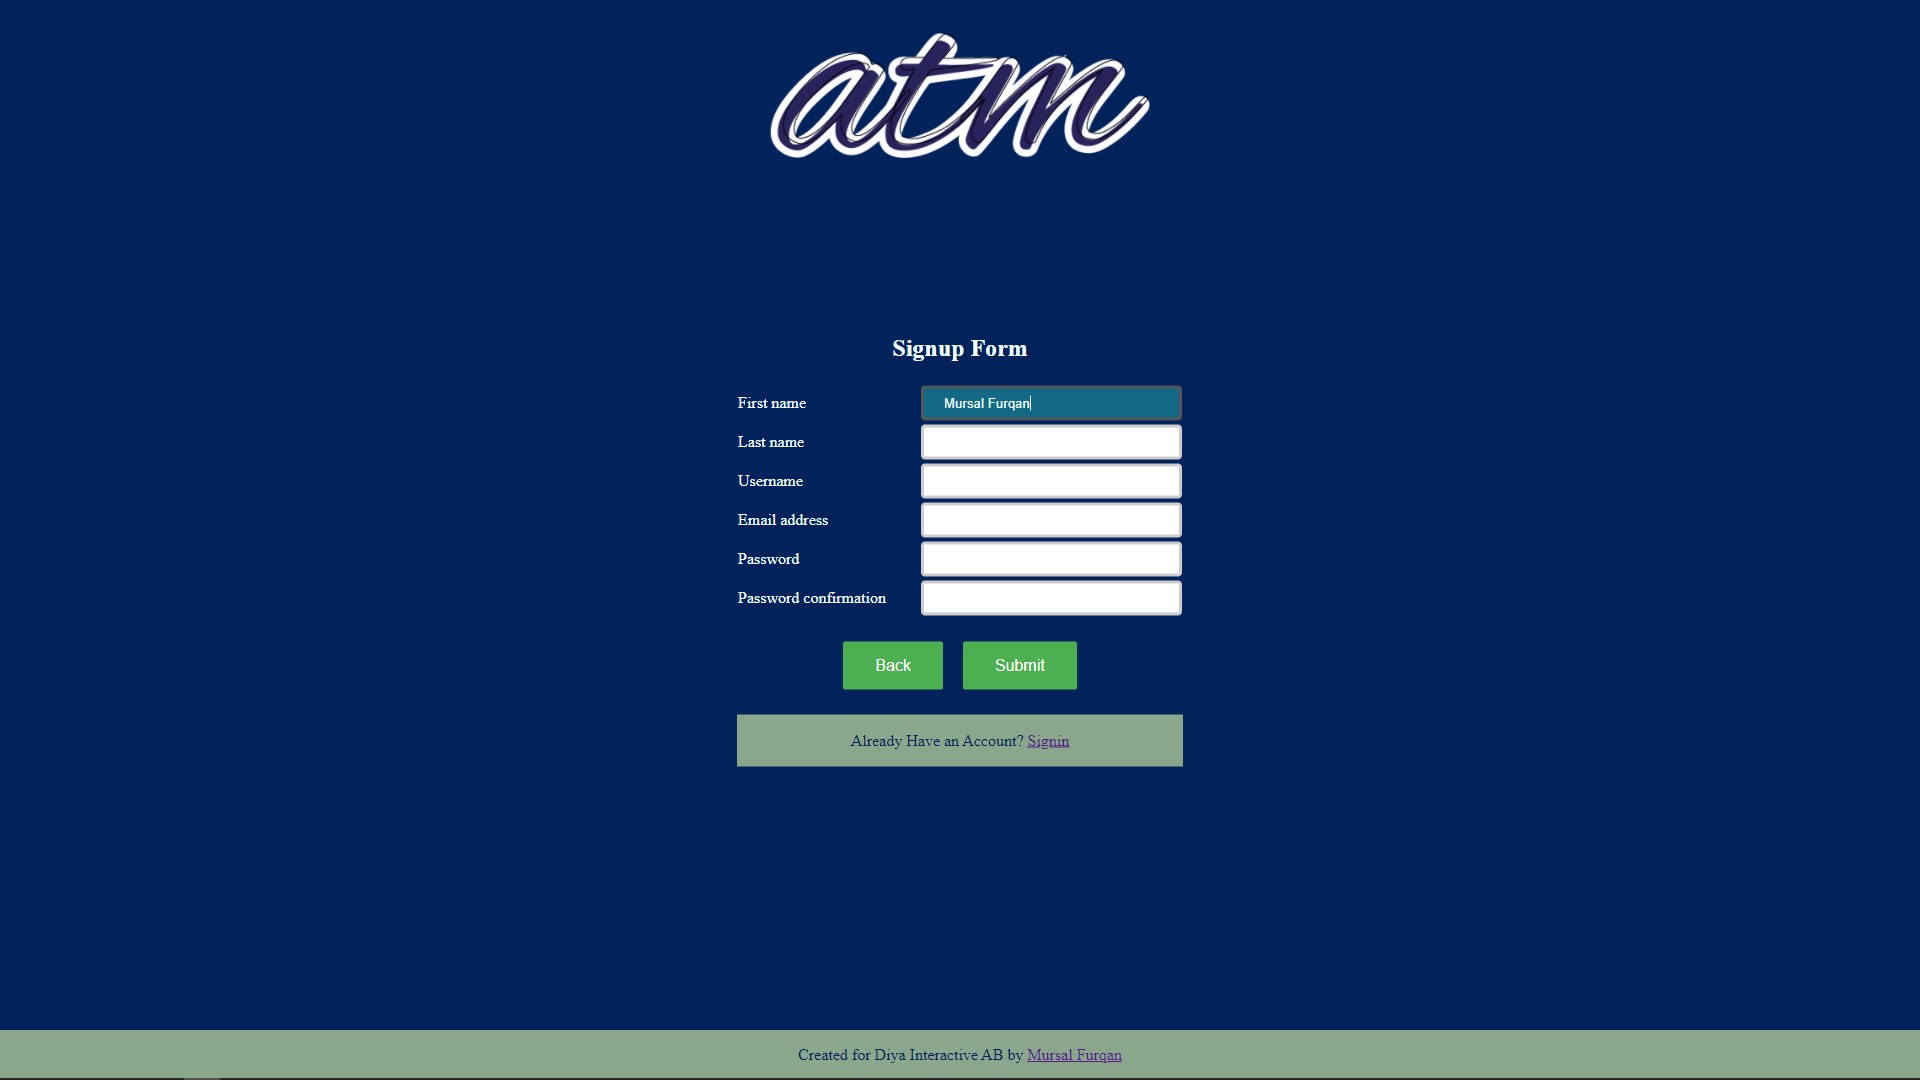 atm
Signup Form
First name
Mursal Furqan
Last name
Username
Email address
Password
Password confirmation
Back
Submit
Already Have an Account? Signin
Created for Diya Interactive AB by Mursal Furqan